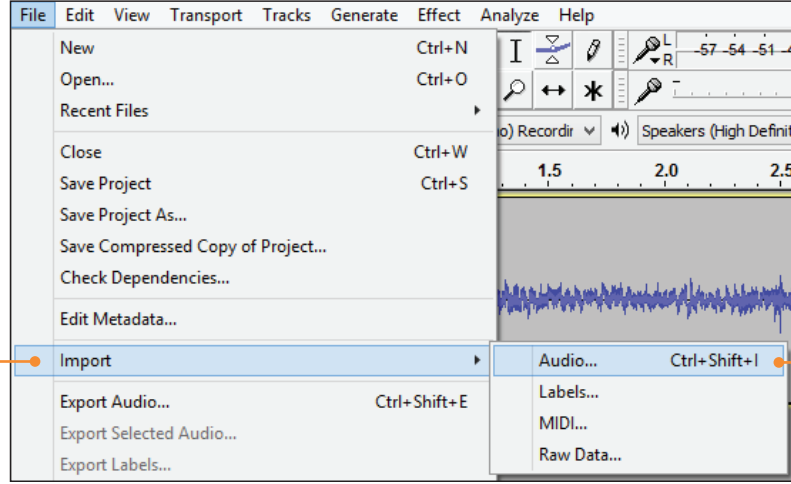 File Edit View Transport Tracks Generate Effect Analyze Help
New Ctrl+N
Open... Ctrl+O
Recent Files
Close Ctrl+W
Save Project Ctrl+S
Save Project As...
Save Compressed Copy of Project...
Check Dependencies...
Edit Metadata...
Import
Export Audio... Ctrl+Shift+E
Export Selected Audio...
Export Labels...
L
R
-57 -54 -51
Speakers (High
1.5 2.0 2.5
Audio... Ctrl+Shift+I
Labels...
MIDI...
Raw Data...